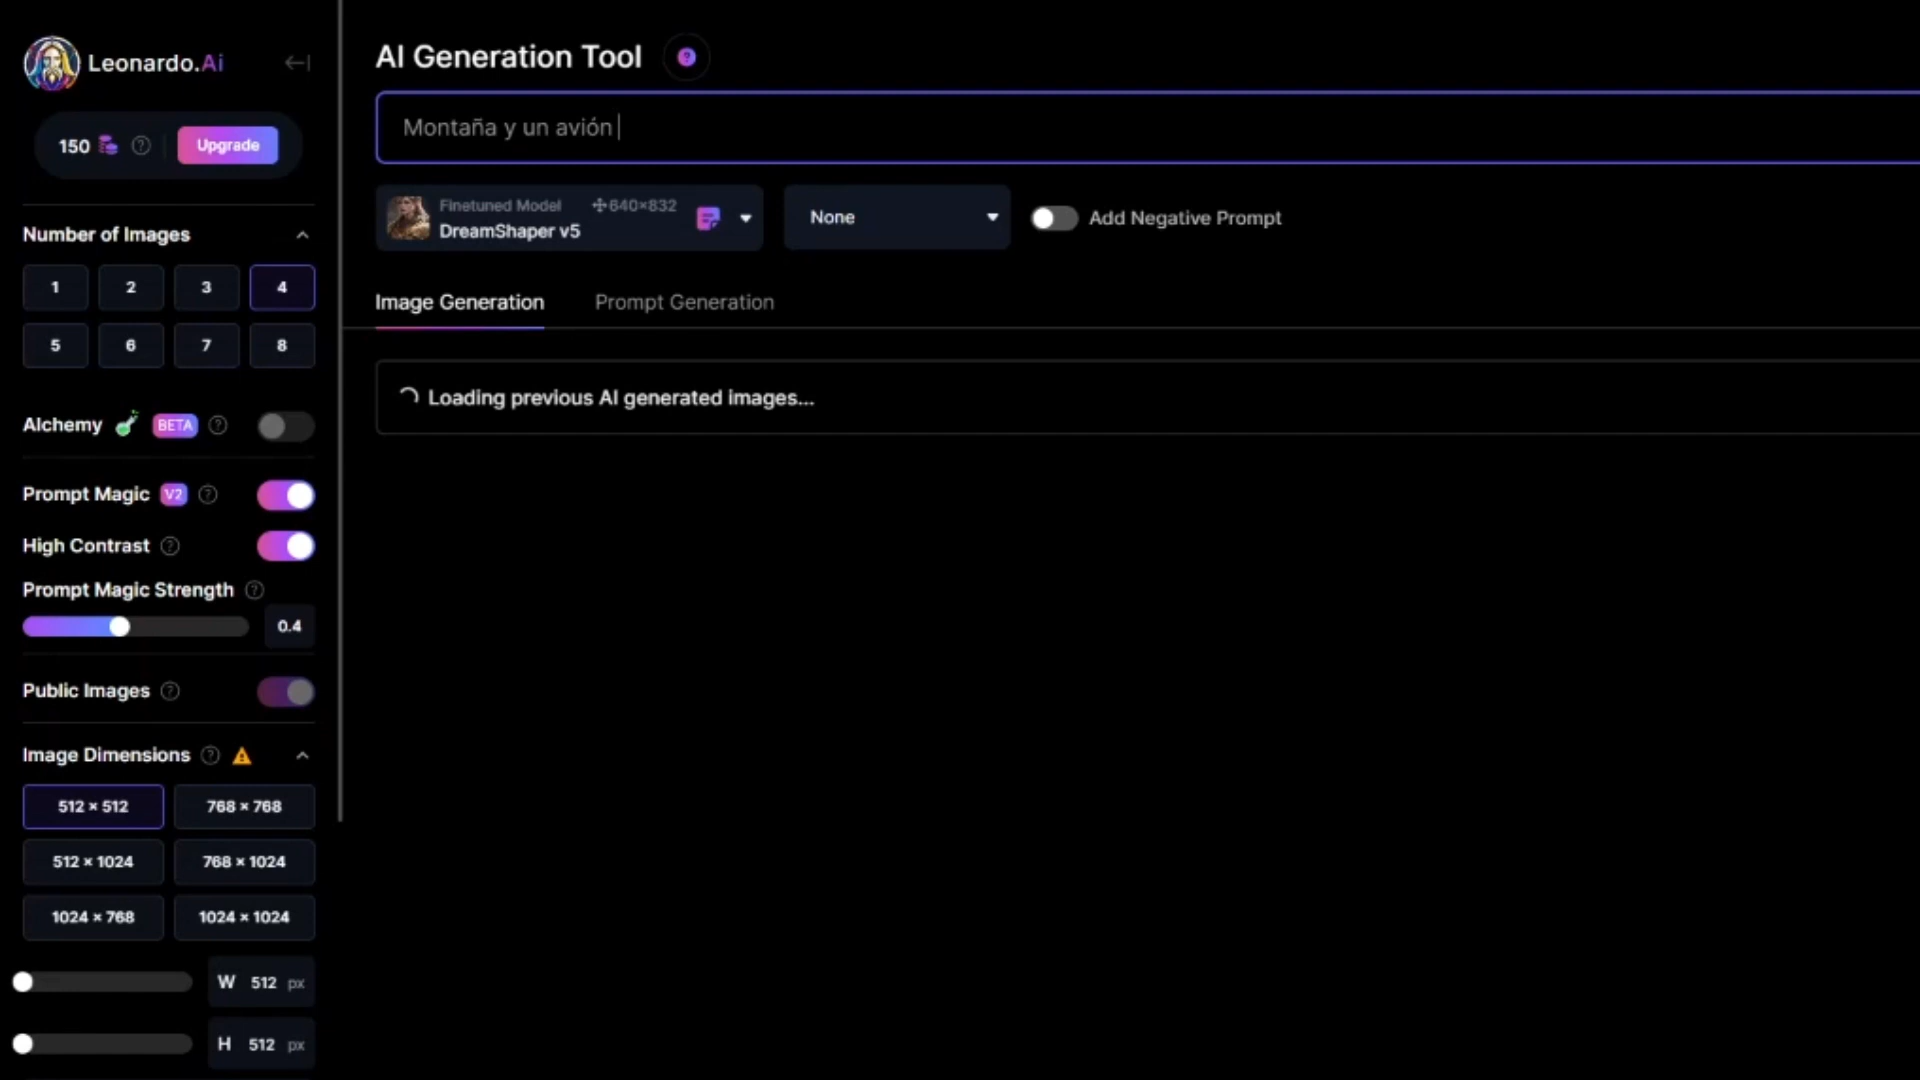 Leonardo.Ai
150 Upgrade
Number of Images
1 2 3 4
5 6 7 8
Alchemy BETA
Prompt Magic V2
High Contrast
Prompt Magic Strength
0.4
Public Images
Image Dimensions
512 × 512 768 × 768
512 × 1024 768 × 1024
1024 × 768 1024 × 1024
W 512 px
H 512 px
AI Generation Tool ?
Montaña y un avión
Finetuned Model 640×832
DreamShaper v5
None
Add Negative Prompt
Image Generation Prompt Generation
Loading previous AI generated images...